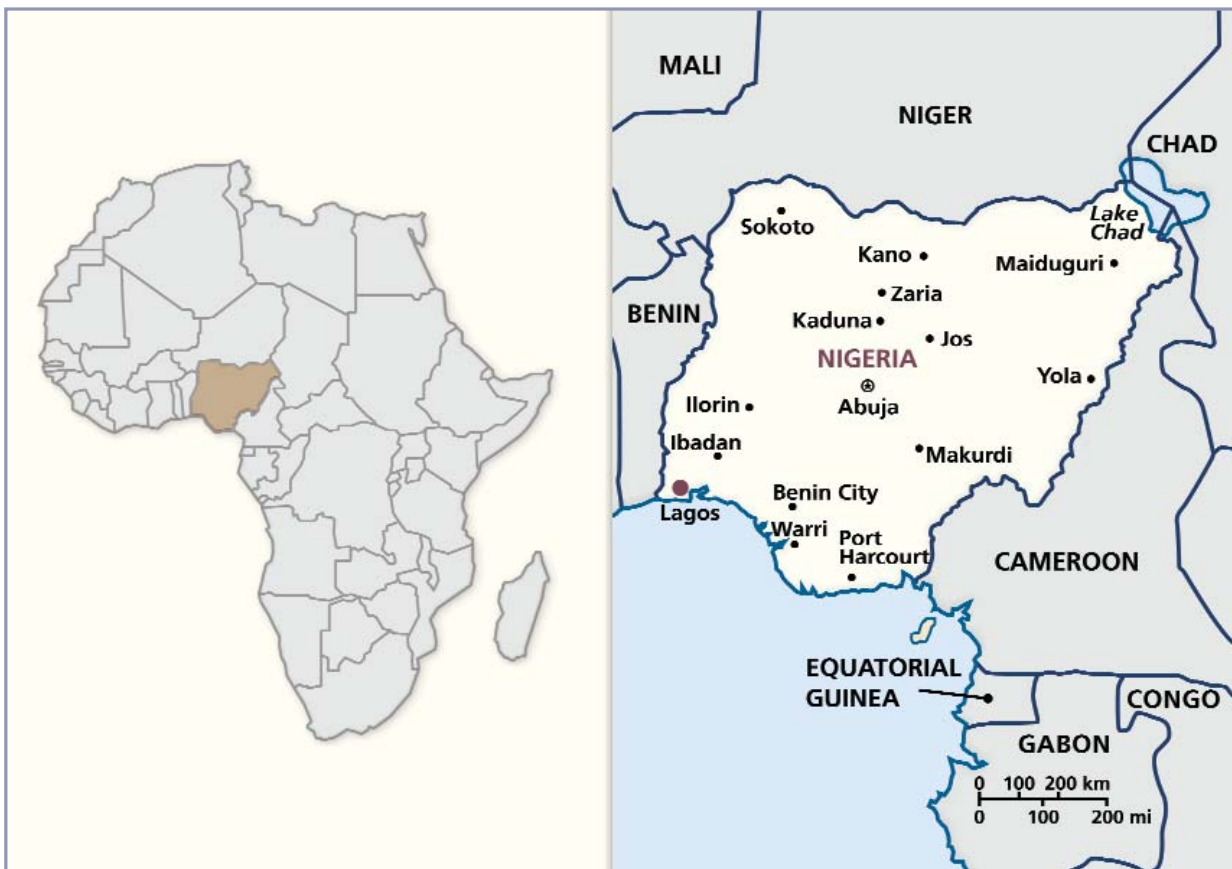 MALI
NIGER
CHAD
Lake
Chad
Sokoto
Kano
Maiduguri
Zaria
BENIN
Kaduna
Jos
NIGERIA
Yola
Abuja
Ilorin
Ibadan
Makurdi
Benin City
Lagos
Warri
Port
Harcourt
CAMEROON
EQUATORIAL
GUINEA
CONGO
GABON
0 100 200 km
0 100 200 mi